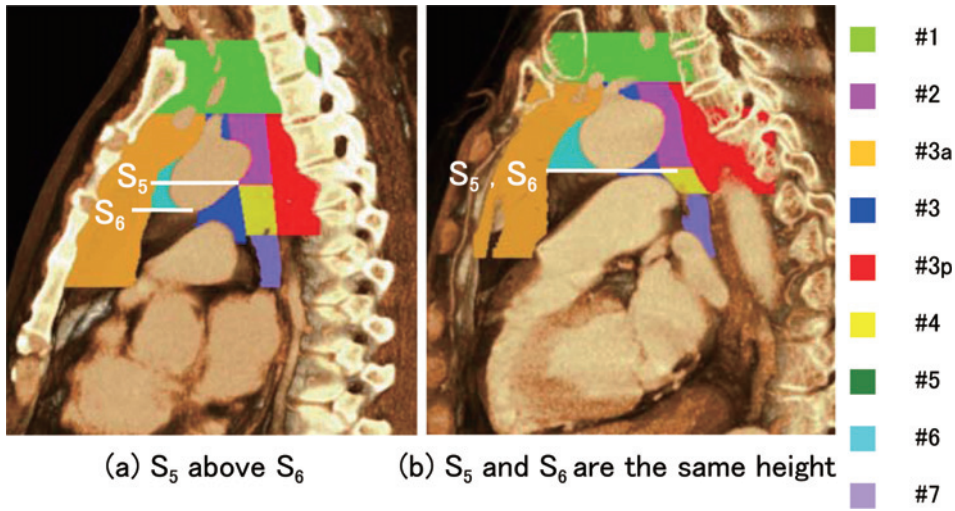 S5
S6
S5 , S6
#1
#2
#3a
#3
#3p
#4
#5
#6
#7
(a) S5 above S6
(b) S5 and S6 are the same height